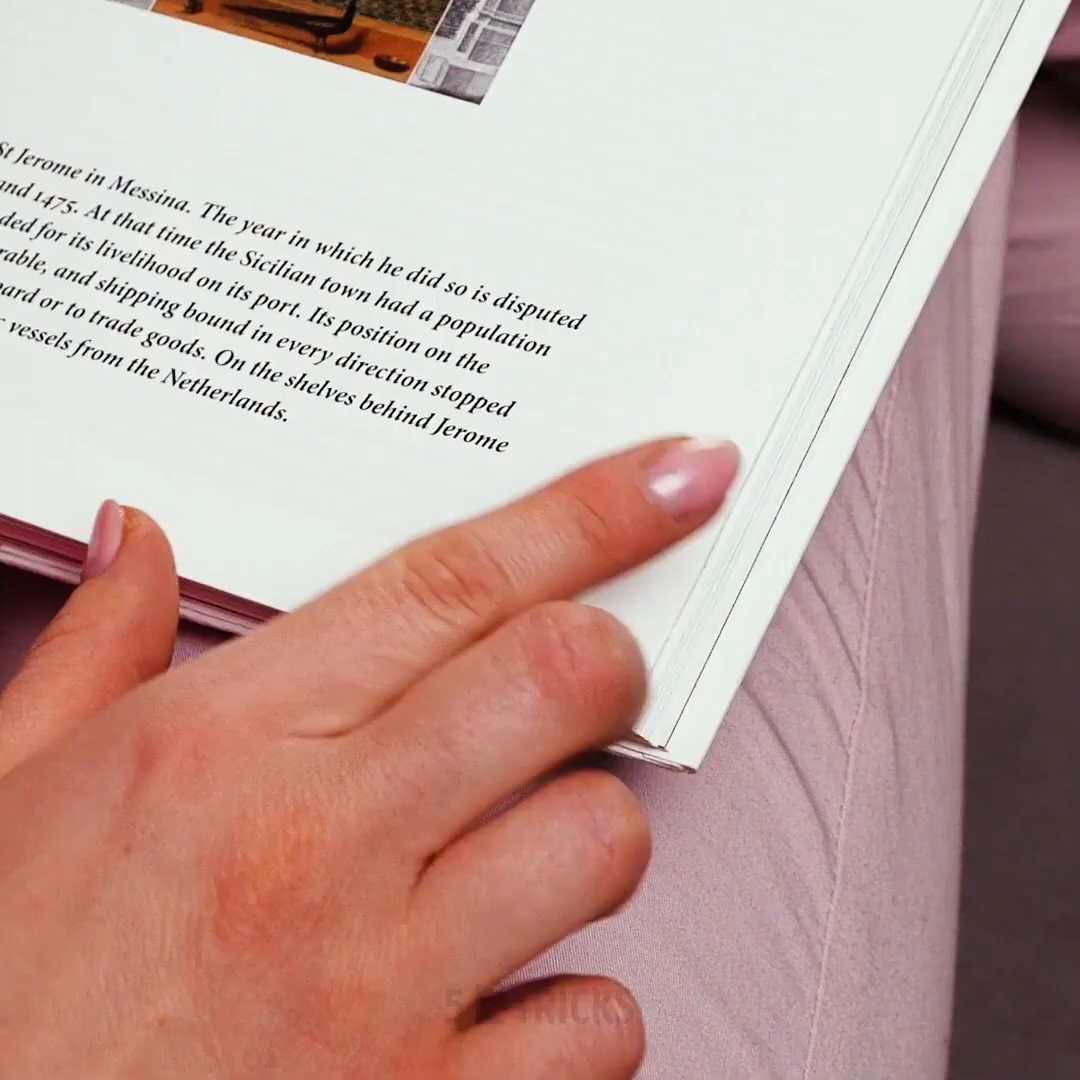 St Jerome in Messina. The year in which he did so is disputed
and 1475. At that time the Sicilian town had a population
ded for its livelihood on its port. Its position on the
rable, and shipping bound in every direction stopped
oard or to trade goods. On the shelves behind Jerome
vessels from the Netherlands.